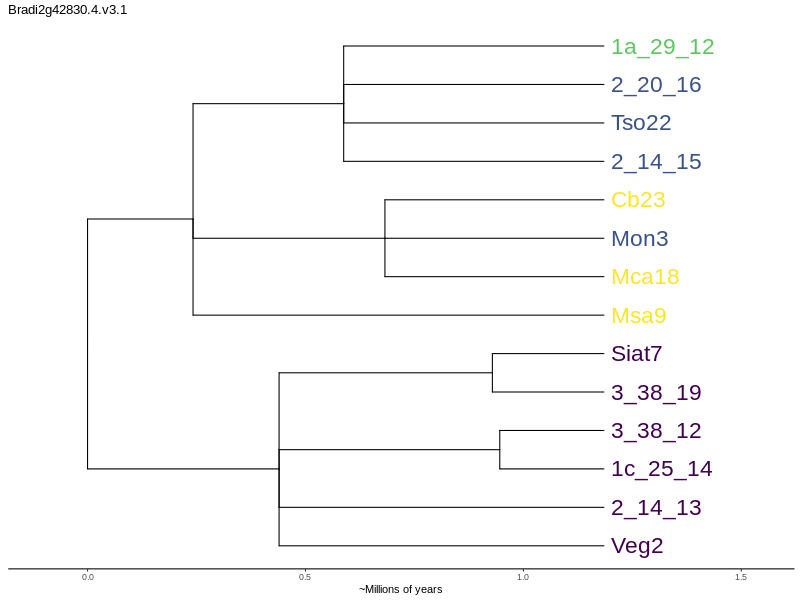 Bradi2g42830.4.v3.1
1a_29_12
2_20_16
Tso22
2_14_15
Cb23
Mon3
Mca18
Msa9
Siat7
3_38_19
3_38_12
1c_25_14
2_14_13
Veg2
0.0 0.5 1.0 1.5
~Millions of years